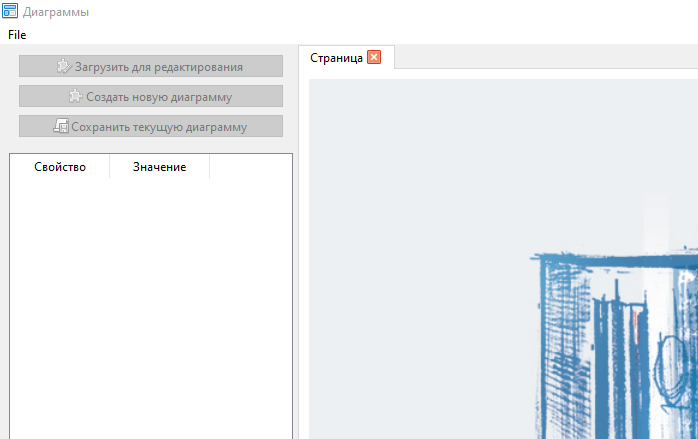 Диаграммы
File
Загрузить для редактирования
Создать новую диаграмму
Сохранить текущую диаграмму
Свойство Значение
Страница